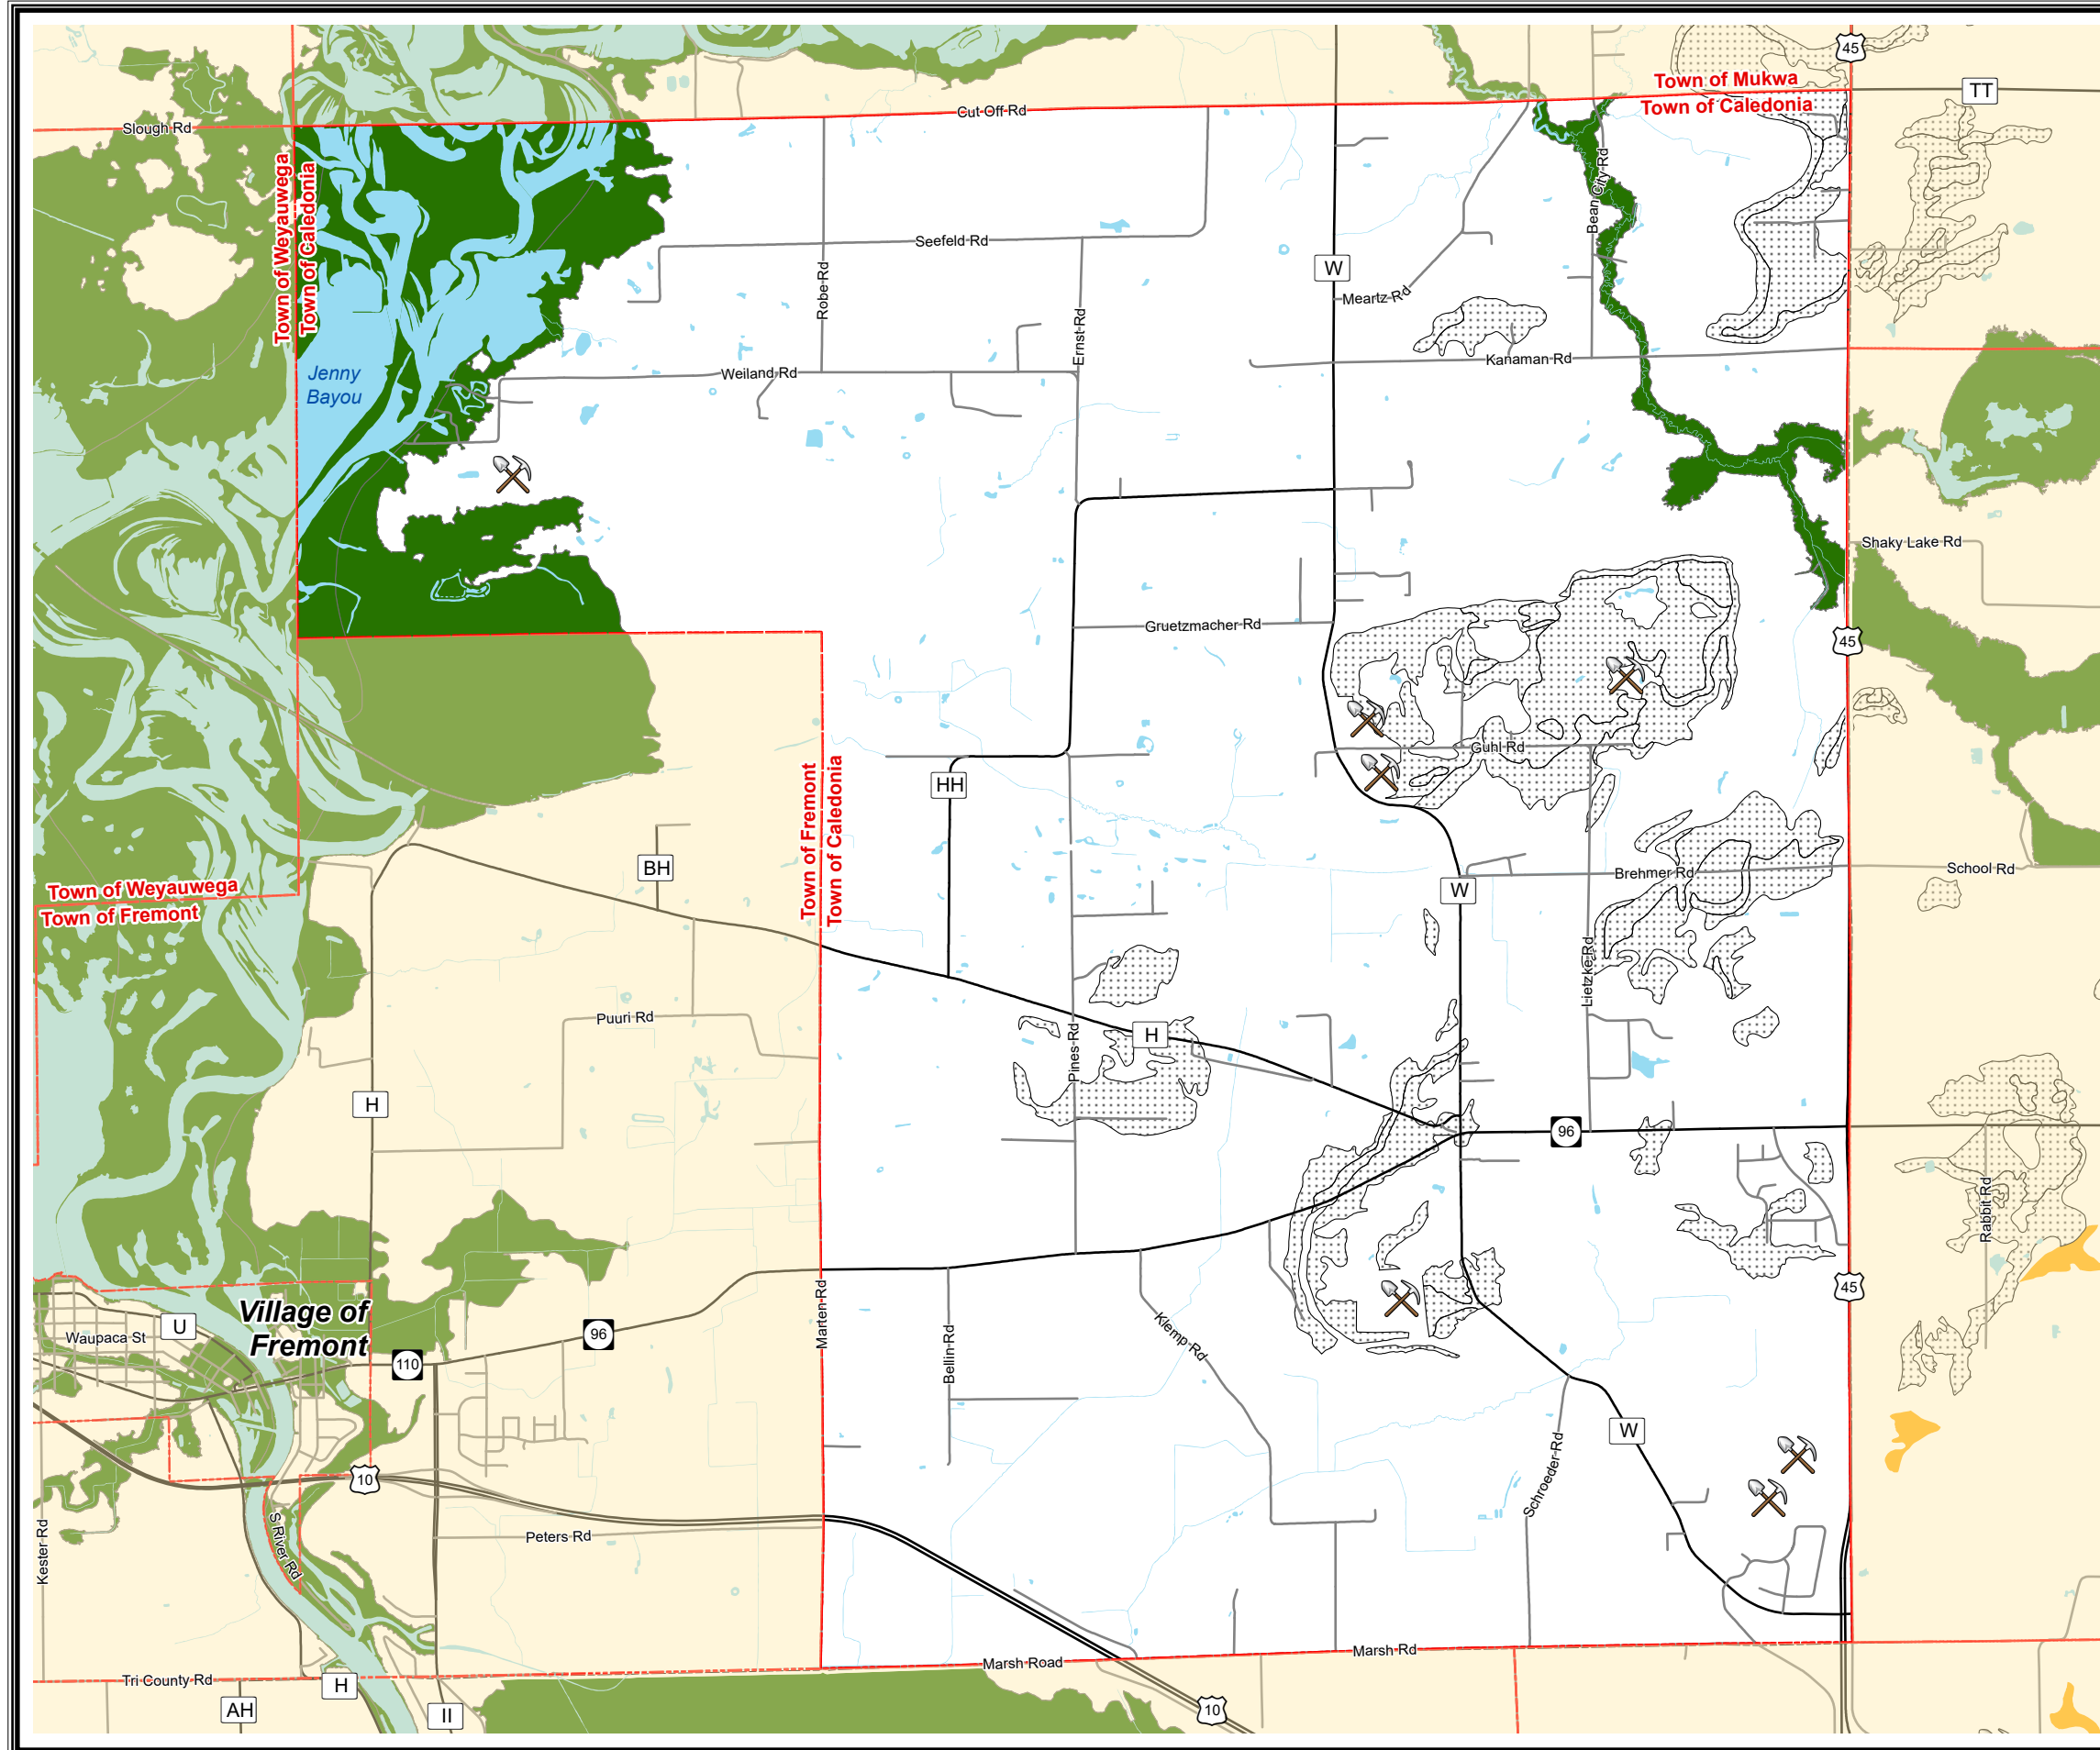 45
Town of Mukwa
TT
Town of Caledonia
Cut Off Rd
Slough Rd
Town of Weyauwega
Town of Caledonia
Bean City Rd
Seefeld Rd
W
Robe Rd
Meartz Rd
Ernst Rd
Kanaman Rd
Weiland Rd
Jenny
Bayou
Shaky Lake Rd
Gruetzmacher Rd
45
Guhl Rd
HH
Town of Fremont
Town of Caledonia
BH
School Rd
Brehmer Rd
Town of Weyauwega
W
Town of Fremont
Lietzke Rd
Puuri Rd
H
Pines Rd
H
96
Rabbit Rd
45
Village of
Fremont
U
Waupaca St
96
Marten Rd
Klemp Rd
Bellin Rd
110
W
Schroeder Rd
10
Peters Rd
S River Rd
Kester Rd
Marsh Rd
Marsh Road
Tri County Rd
H
AH
II
10